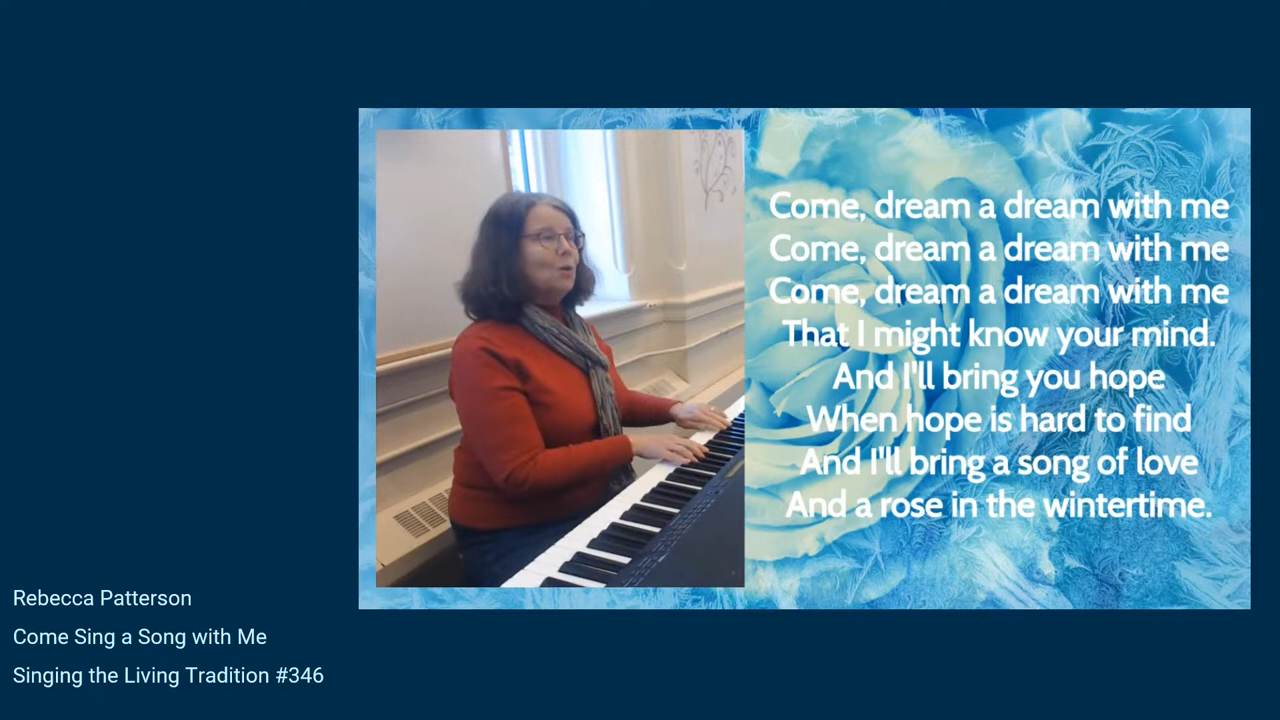 Come, dream a dream with me
Come, dream a dream with me
Come, dream a dream with me
That I might know your mind.
And I'll bring you hope
When hope is hard to find
And I'll bring a song of love
And a rose in the wintertime.
Rebecca Patterson
Come Sing a Song with Me
Singing the Living Tradition #346